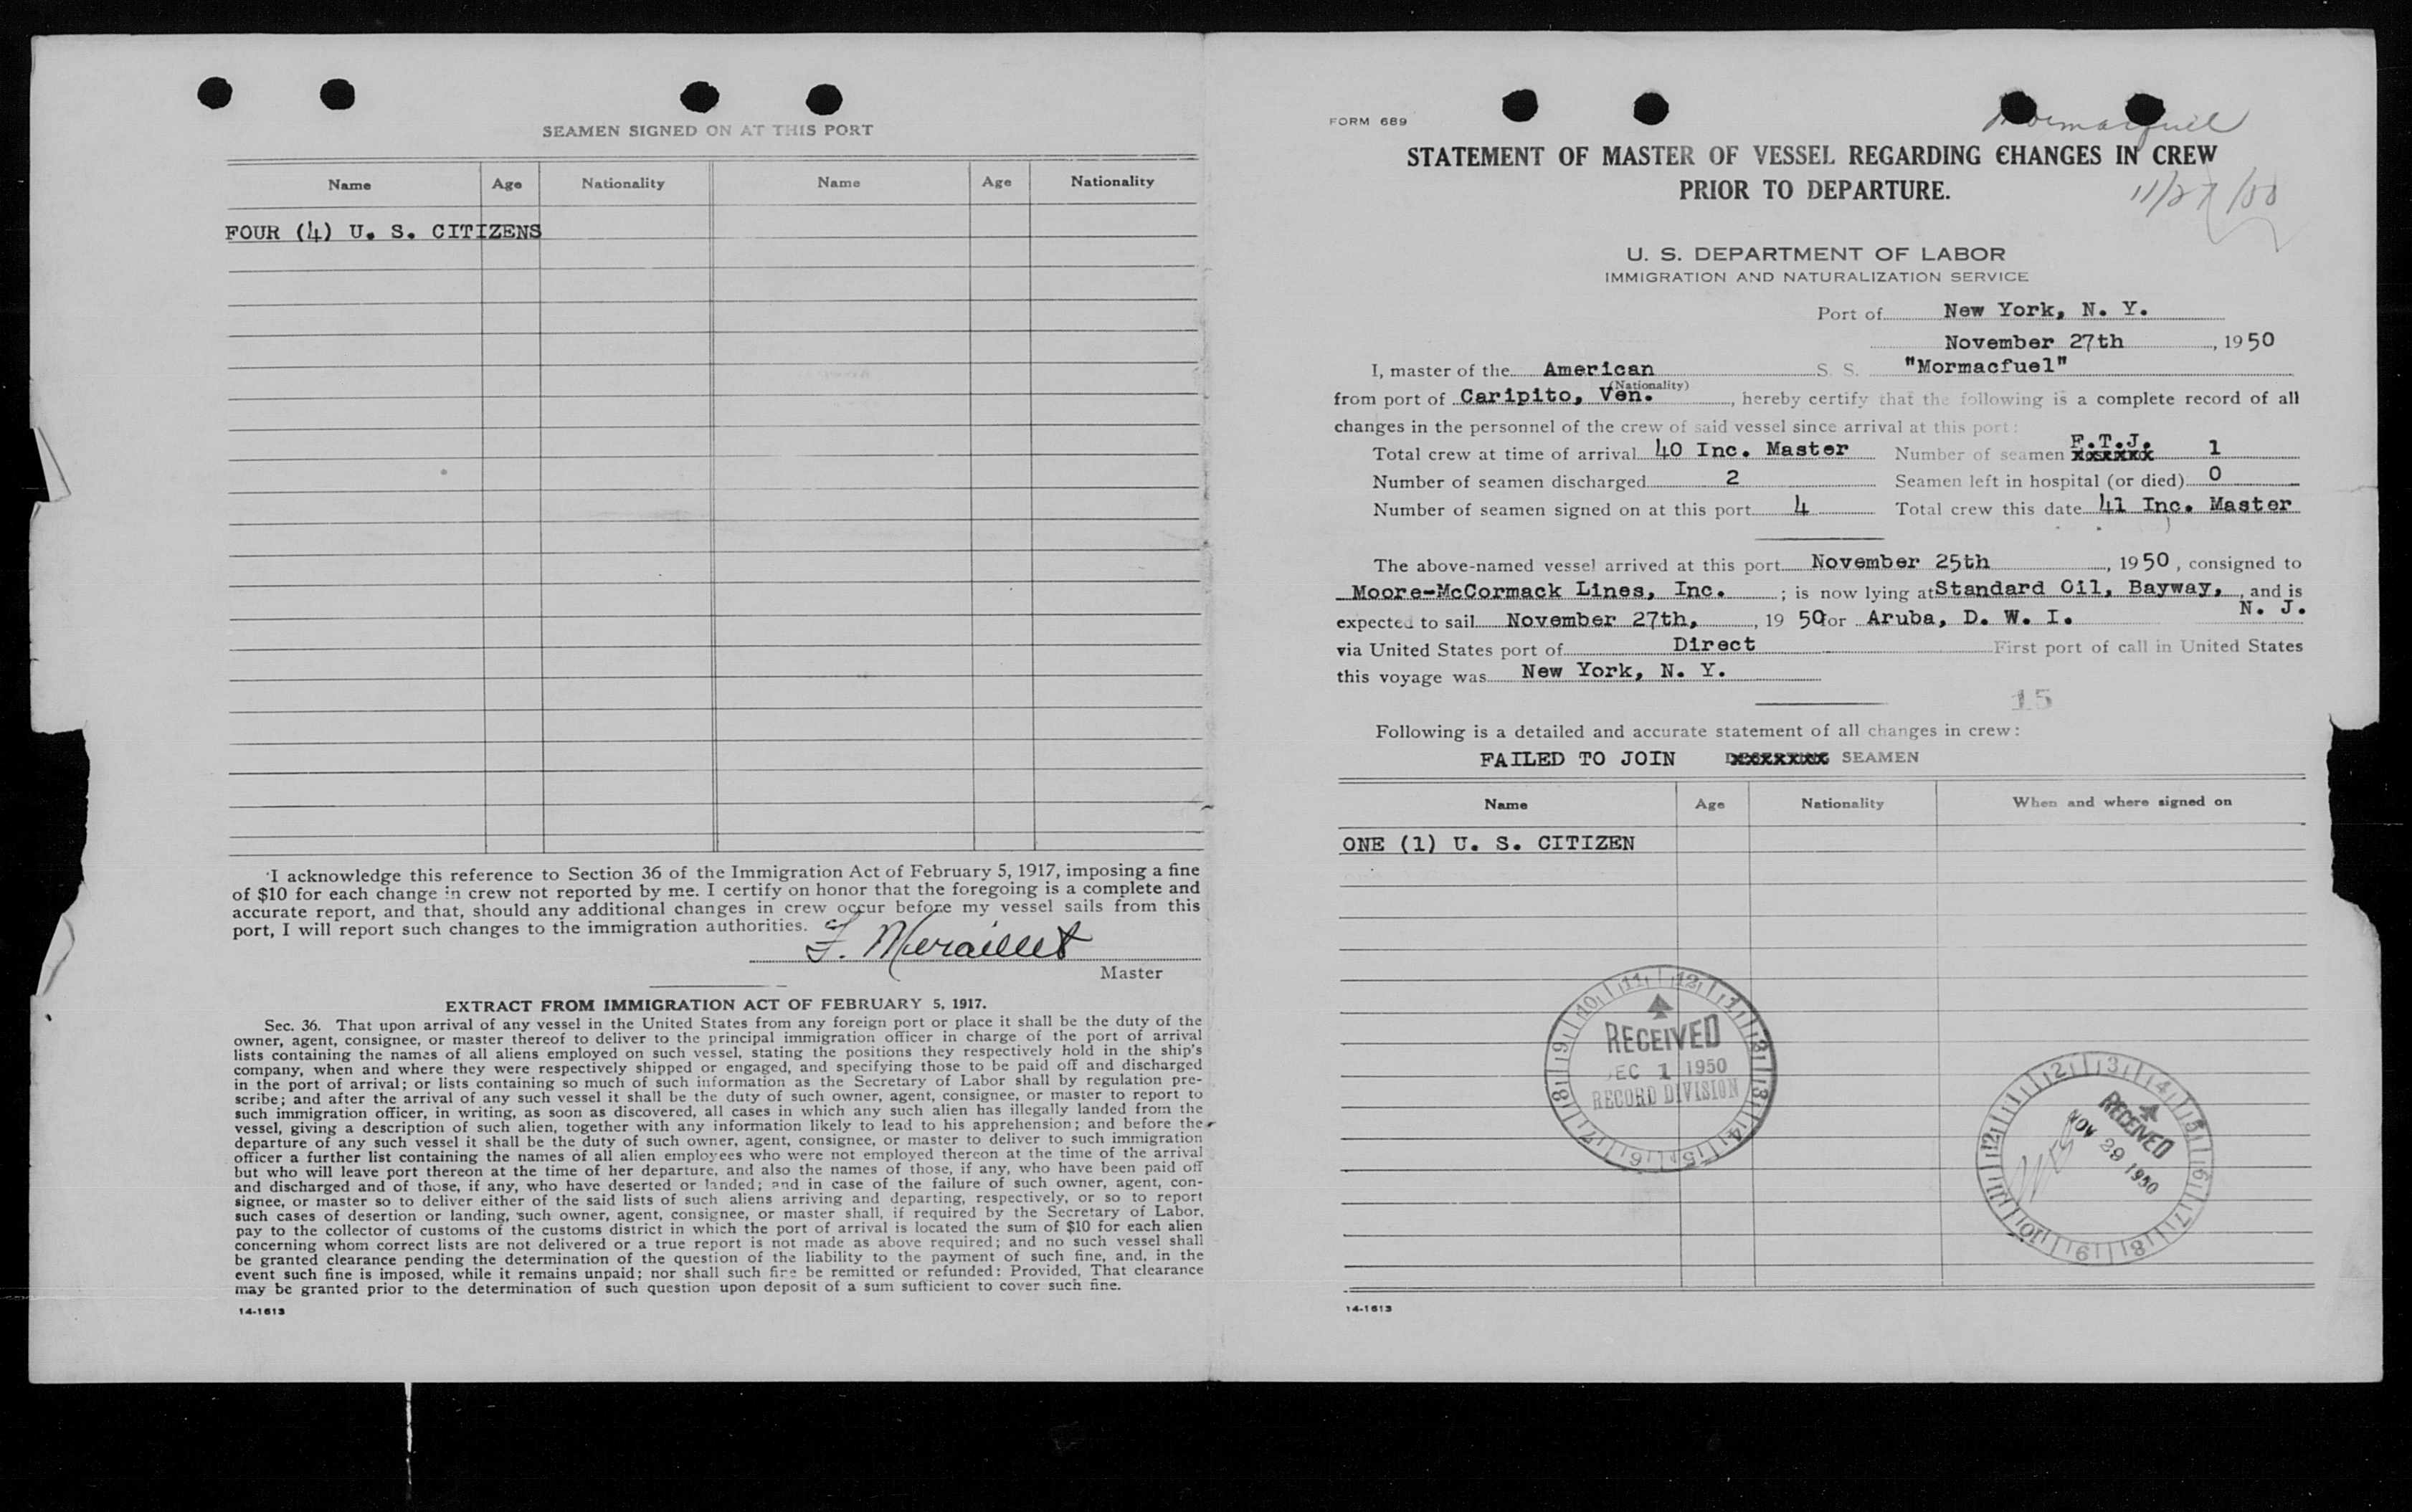 SEAMEN SIGNED ON AT THIS PORT
Name Age Nationality Name Age Nationality
FOUR (4) U. S. CITIZENS
I acknowledge this reference to Section 36 of the Immigration Act of February 5, 1917, imposing a fine
of $10 for each change in crew not reported by me. I certify on honor that the foregoing is a complete and
accurate report, and that, should any additional changes in crew occur before my vessel sails from this
port, I will report such changes to the immigration authorities.
Master
EXTRACT FROM IMMIGRATION ACT OF FEBRUARY 5, 1917.
Sec. 36. That upon arrival of any vessel in the United States from any foreign port or place it shall be the duty of the
owner, agent, consignee, or master thereof to deliver to the principal immigration officer in charge of the port of arrival
lists containing the names of all aliens employed on such vessel, stating the positions they respectively hold in the ship's
company, when and where they were respectively shipped or engaged, and specifying those to be paid off and discharged
in the port of arrival; or lists containing so much of such information as the Secretary of Labor shall by regulation pre-
scribe; and after the arrival of any such vessel it shall be the duty of such owner, agent, consignee, or master to report to
such immigration officer, in writing, as soon as discovered, all cases in which any such alien has illegally landed from the
vessel, giving a description of such alien, together with any information likely to lead to his apprehension; and before the
departure of any such vessel it shall be the duty of such owner, agent, consignee, or master to deliver to such immigration
officer a further list containing the names of all alien employees who were not employed thereon at the time of the arrival
but who will leave port thereon at the time of her departure, and also the names of those, if any, who have been paid off
and discharged and of those, if any, who have deserted or landed; and in case of the failure of such owner, agent, con-
signee, or master so to deliver either of the said lists of such aliens arriving and departing, respectively, or so to report
such cases of desertion or landing, such owner, agent, consignee, or master shall, if required by the Secretary of Labor,
pay to the collector of customs of the customs district in which the port of arrival is located the sum of $10 for each alien
concerning whom correct lists are not delivered or a true report is not made as above required; and no such vessel shall
be granted clearance pending the determination of the question of the liability to the payment of such fine, and, in the
event such fine is imposed, while it remains unpaid; nor shall such fine be remitted or refunded: Provided, That clearance
may be granted prior to the determination of such question upon deposit of a sum sufficient to cover such fine.
14-1613
FORM 689
Mormacfuel
STATEMENT OF MASTER OF VESSEL REGARDING CHANGES IN CREW
PRIOR TO DEPARTURE.
11/27/50
U. S. DEPARTMENT OF LABOR
IMMIGRATION AND NATURALIZATION SERVICE
Port of New York, N. Y.
November 27th, 1950
I, master of the American S. S. "Mormacfuel"
(Nationality)
from port of Caripito, Ven., hereby certify that the following is a complete record of all
changes in the personnel of the crew of said vessel since arrival at this port:
Total crew at time of arrival 40 Inc. Master Number of seamen F.T.J. 1
Number of seamen discharged 2 Seamen left in hospital (or died) 0
Number of seamen signed on at this port 4 Total crew this date 41 Inc. Master
The above-named vessel arrived at this port November 25th, 1950, consigned to
Moore-McCormack Lines, Inc.; is now lying at Standard Oil, Bayway, and is
N. J.
expected to sail November 27th, 1950 for Aruba, D. W. I.
via United States port of Direct First port of call in United States
this voyage was New York, N. Y.
15
Following is a detailed and accurate statement of all changes in crew:
FAILED TO JOIN SEAMEN
Name Age Nationality When and where signed on
ONE (1) U. S. CITIZEN
RECEIVED
DEC 1 1950
RECORD DIVISION
RECEIVED
NOV 29 1950
14-1613